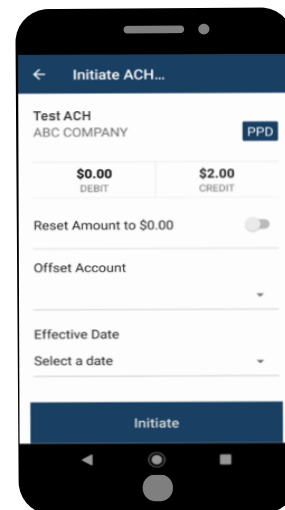 Initiate ACH...
Test ACH
ABC COMPANY
PPD
$0.00
DEBIT
$2.00
CREDIT
Reset Amount to $0.00
Offset Account
Effective Date
Select a date
Initiate